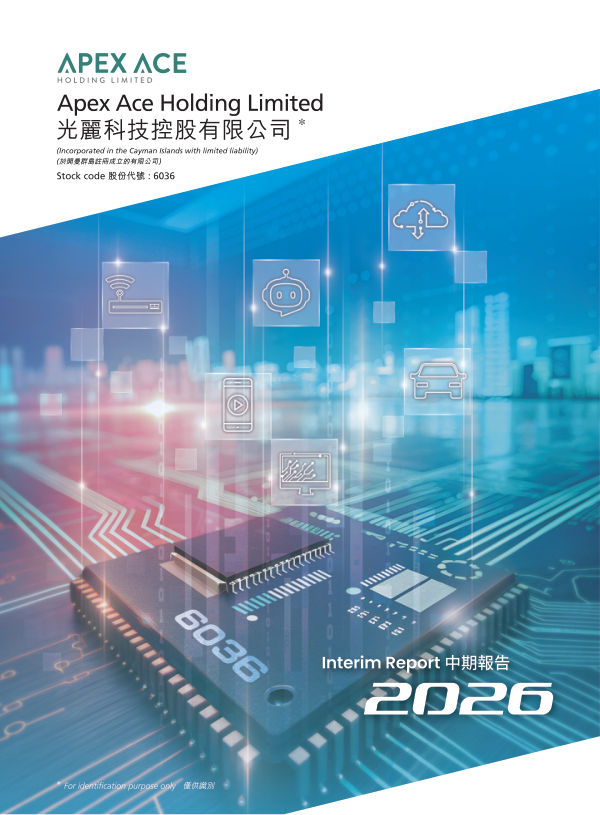 APEX ACE
HOLDING LIMITED
Apex Ace Holding Limited
光麗科技控股有限公司 *
(Incorporated in the Cayman Islands with limited liability)
(於開曼群島註冊成立的有限公司)
Stock code 股份代號 : 6036
6036
Interim Report 中期報告
2026
* For identification purpose only 僅供識別